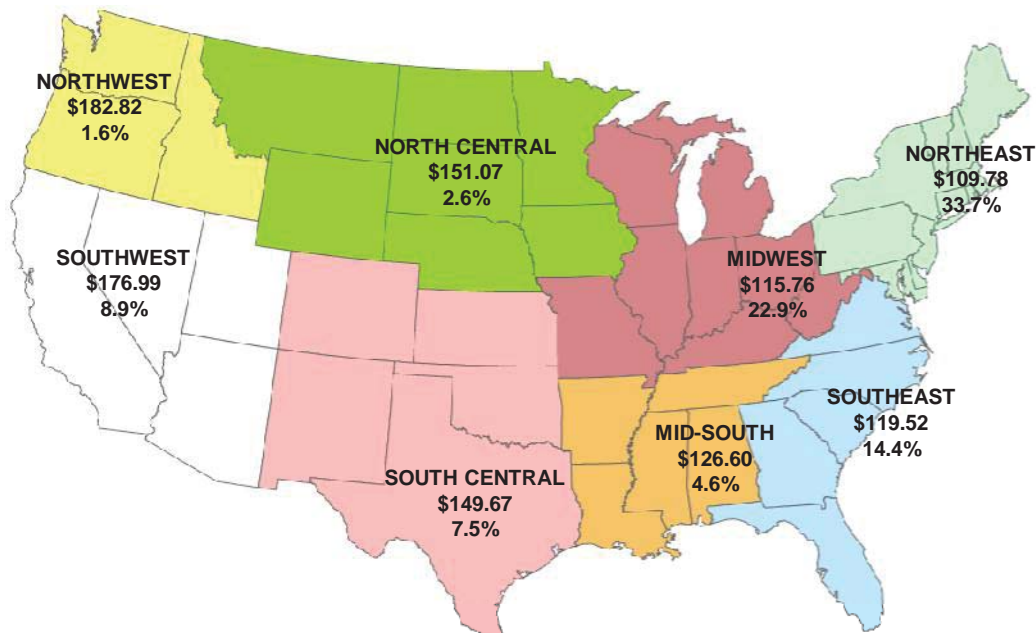 NORTHWEST
$182.82
1.6%
NORTH CENTRAL
$151.07
2.6%
NORTHEAST
$109.78
33.7%
SOUTHWEST
$176.99
8.9%
MIDWEST
$115.76
22.9%
SOUTHEAST
$119.52
14.4%
MID-SOUTH
$126.60
4.6%
SOUTH CENTRAL
$149.67
7.5%